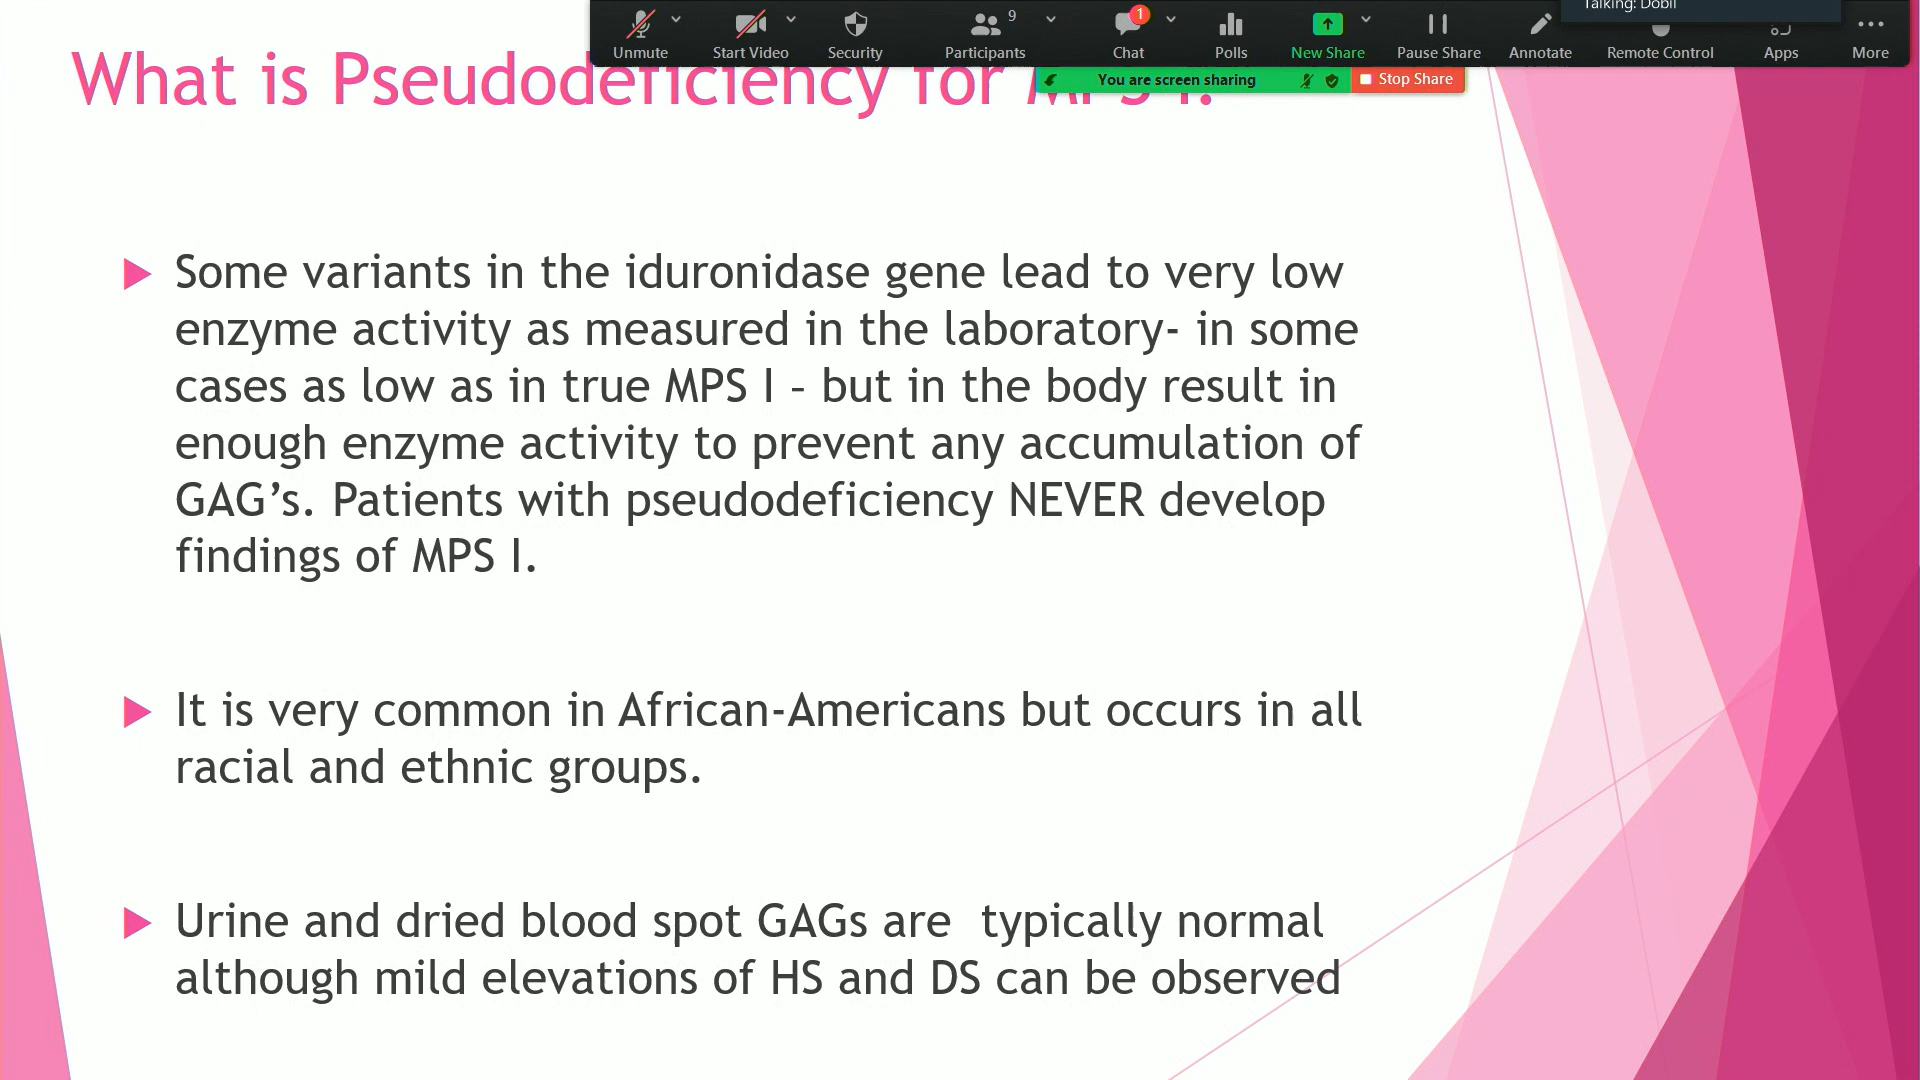 Talking: Dobil
9
1
Unmute Start Video Security Participants Chat Polls New Share Pause Share Annotate Remote Control Apps More
You are screen sharing Stop Share
What is Pseudodeficiency for MPS I?
Some variants in the iduronidase gene lead to very low
enzyme activity as measured in the laboratory- in some
cases as low as in true MPS I – but in the body result in
enough enzyme activity to prevent any accumulation of
GAG’s. Patients with pseudodeficiency NEVER develop
findings of MPS I.
It is very common in African-Americans but occurs in all
racial and ethnic groups.
Urine and dried blood spot GAGs are  typically normal
although mild elevations of HS and DS can be observed